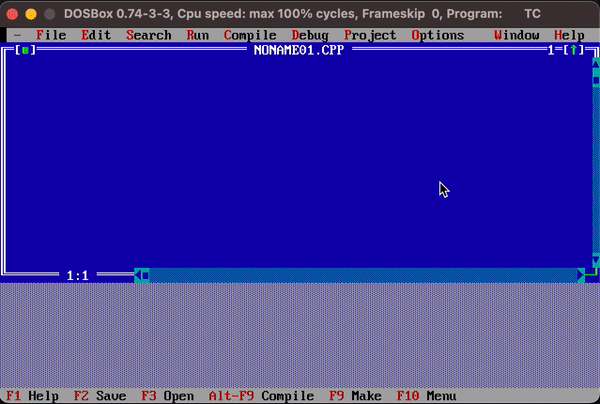 DOSBox 0.74-3-3, Cpu speed: max 100% cycles, Frameskip 0, Program: TC
- File Edit Search Run Compile Debug Project Options Window Help
NONAME01.CPP 1=[↑]
1:1
F1 Help F2 Save F3 Open Alt-F9 Compile F9 Make F10 Menu